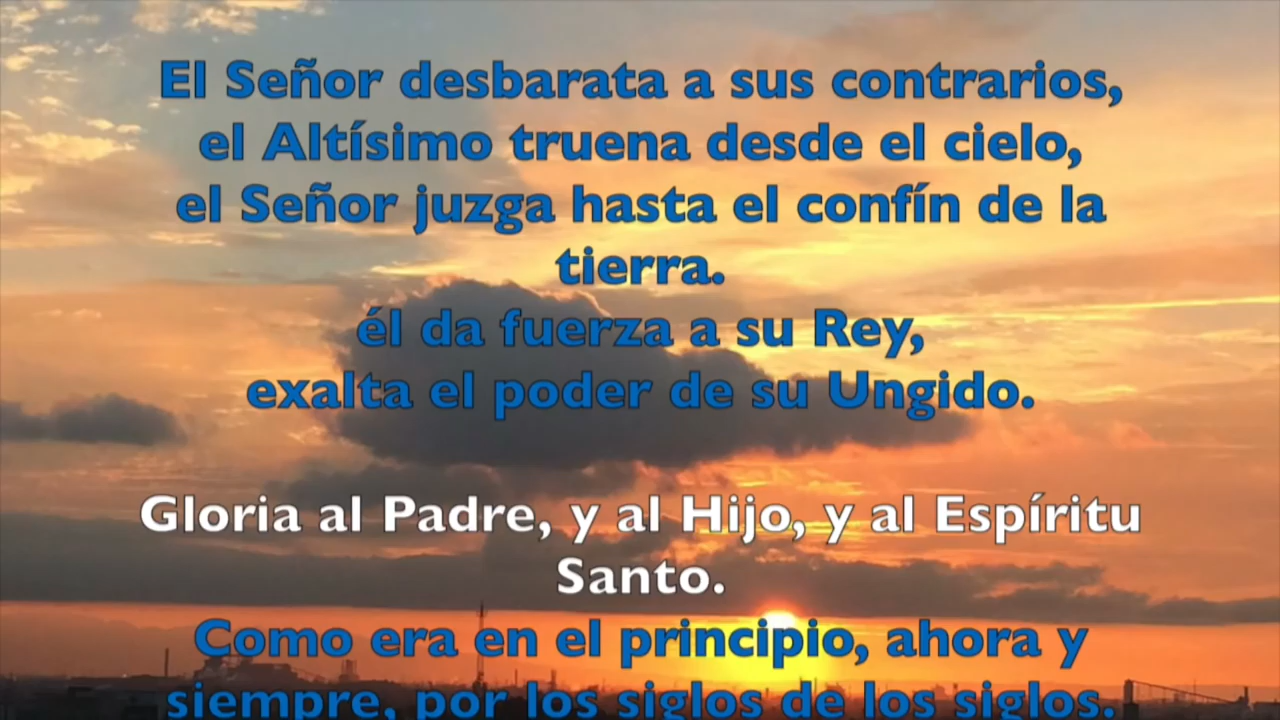 El Señor desbarata a sus contrarios,
el Altísimo truena desde el cielo,
el Señor juzga hasta el confín de la
tierra.
él da fuerza a su Rey,
exalta el poder de su Ungido.
Gloria al Padre, y al Hijo, y al Espíritu
Santo.
Como era en el principio, ahora y
siempre, por los siglos de los siglos.